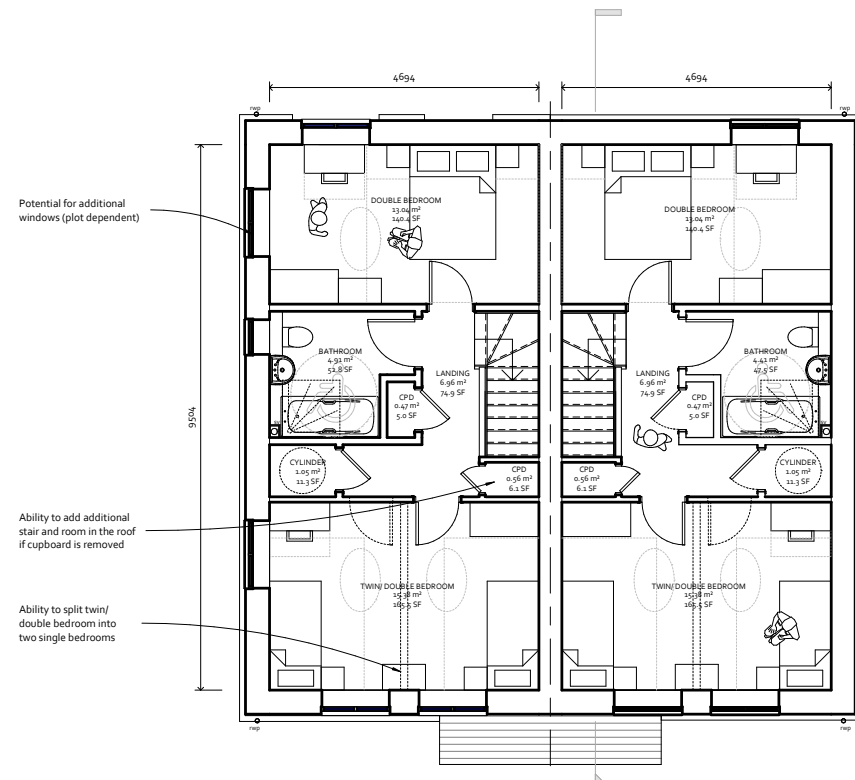 4694
4694
rwp
rwp
Potential for additional
windows (plot dependent)
DOUBLE BEDROOM
13.04 m²
140.4 SF
DOUBLE BEDROOM
13.04 m²
140.4 SF
BATHROOM
4.91 m²
52.8 SF
LANDING
6.96 m²
74.9 SF
LANDING
6.96 m²
74.9 SF
BATHROOM
4.41 m²
47.5 SF
CPD
0.47 m²
5.0 SF
CPD
0.47 m²
5.0 SF
9504
CYLINDER
1.05 m²
11.3 SF
CPD
0.56 m²
6.1 SF
CPD
0.56 m²
6.1 SF
CYLINDER
1.05 m²
11.3 SF
Ability to add additional
stair and room in the roof
if cupboard is removed
TWIN/ DOUBLE BEDROOM
15.38 m²
165.5 SF
TWIN/ DOUBLE BEDROOM
15.38 m²
165.5 SF
Ability to split twin/
double bedroom into
two single bedrooms
rwp
rwp